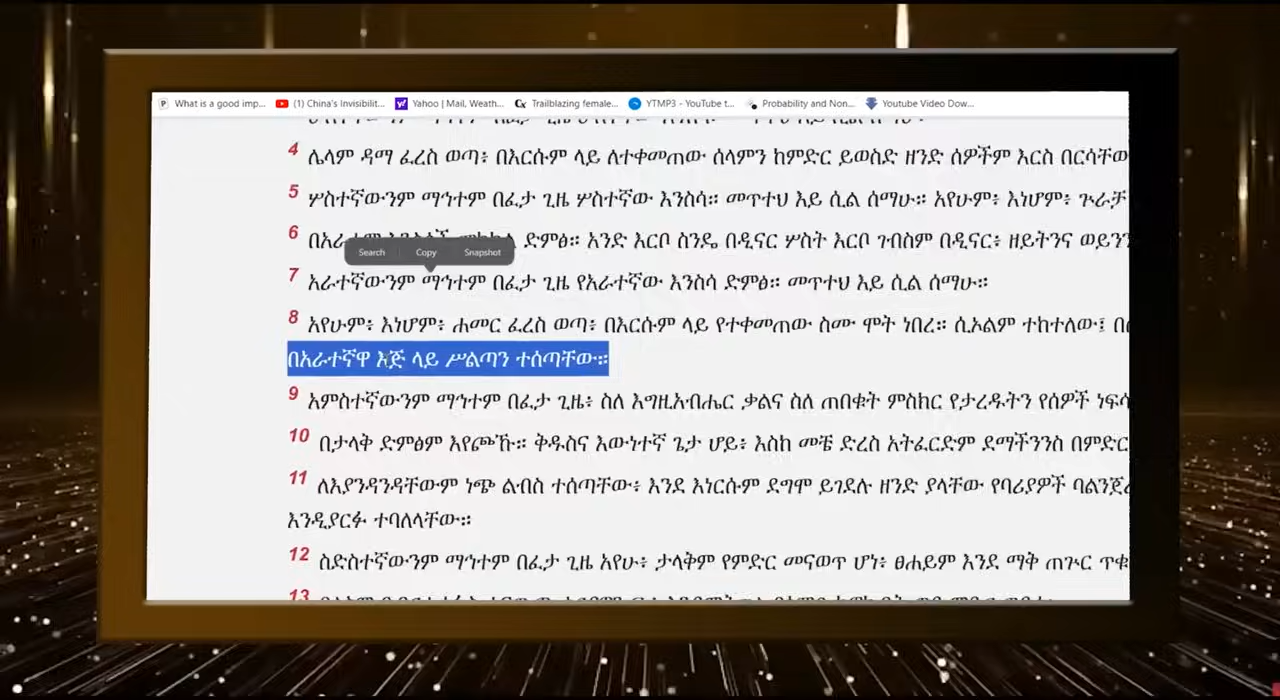 What is a good imp...
(1) China's Invisibilit...
Yahoo | Mail, Weath...
Trailblazing female...
YTMP3 - YouTube t...
Probability and Non...
Youtube Video Dow...
4 ሌላም ዳማ ፈረስ ወጣ፥ በእርሱም ላይ ለተቀመጠው ሰላምን ከምድር ይወስድ ዘንድ ሰዎችም እርስ በርሳቸው
5 ሦስተኛውንም ማኅተም በፈታ ጊዜ ሦስተኛው እንስሳ። መጥተህ እይ ሲል ሰማሁ። አየሁም፥ እነሆም፥ ጕራቻ
6 ድምፅ። አንድ እርቦ ስንዴ በዲናር ሦስት እርቦ ገብስም በዲናር፥ ዘይትንና ወይንን
Search Copy Snapshot
7 አራተኛውንም ማኅተም በፈታ ጊዜ የአራተኛው እንስሳ ድምፅ። መጥተህ እይ ሲል ሰማሁ።
8 አየሁም፥ እነሆም፥ ሐመር ፈረስ ወጣ፥ በእርሱም ላይ የተቀመጠው ስሙ ሞት ነበረ። ሲኦልም ተከተለው፤
በአራተኛዋ እጅ ላይ ሥልጣን ተሰጣቸው።
9 አምስተኛውንም ማኅተም በፈታ ጊዜ፥ ስለ እግዚአብሔር ቃልና ስለ ጠበቁት ምስክር የታረዱትን የሰዎች
10 በታላቅ ድምፅም እየጮኹ። ቅዱስና እውነተኛ ጌታ ሆይ፥ እስከ መቼ ድረስ አትፈርድም ደማችንንስ በምድር
11 ለእያንዳንዳቸውም ነጭ ልብስ ተሰጣቸው፥ እንደ እነርሱም ደግሞ ይገደሉ ዘንድ ያላቸው የባሪያዎች
እንዲያርፉ ተባለላቸው።
12 ስድስተኛውንም ማኅተም በፈታ ጊዜ አየሁ፥ ታላቅም የምድር መናወጥ ሆነ፥ ፀሐይም እንደ ማቅ ጠጕር
13